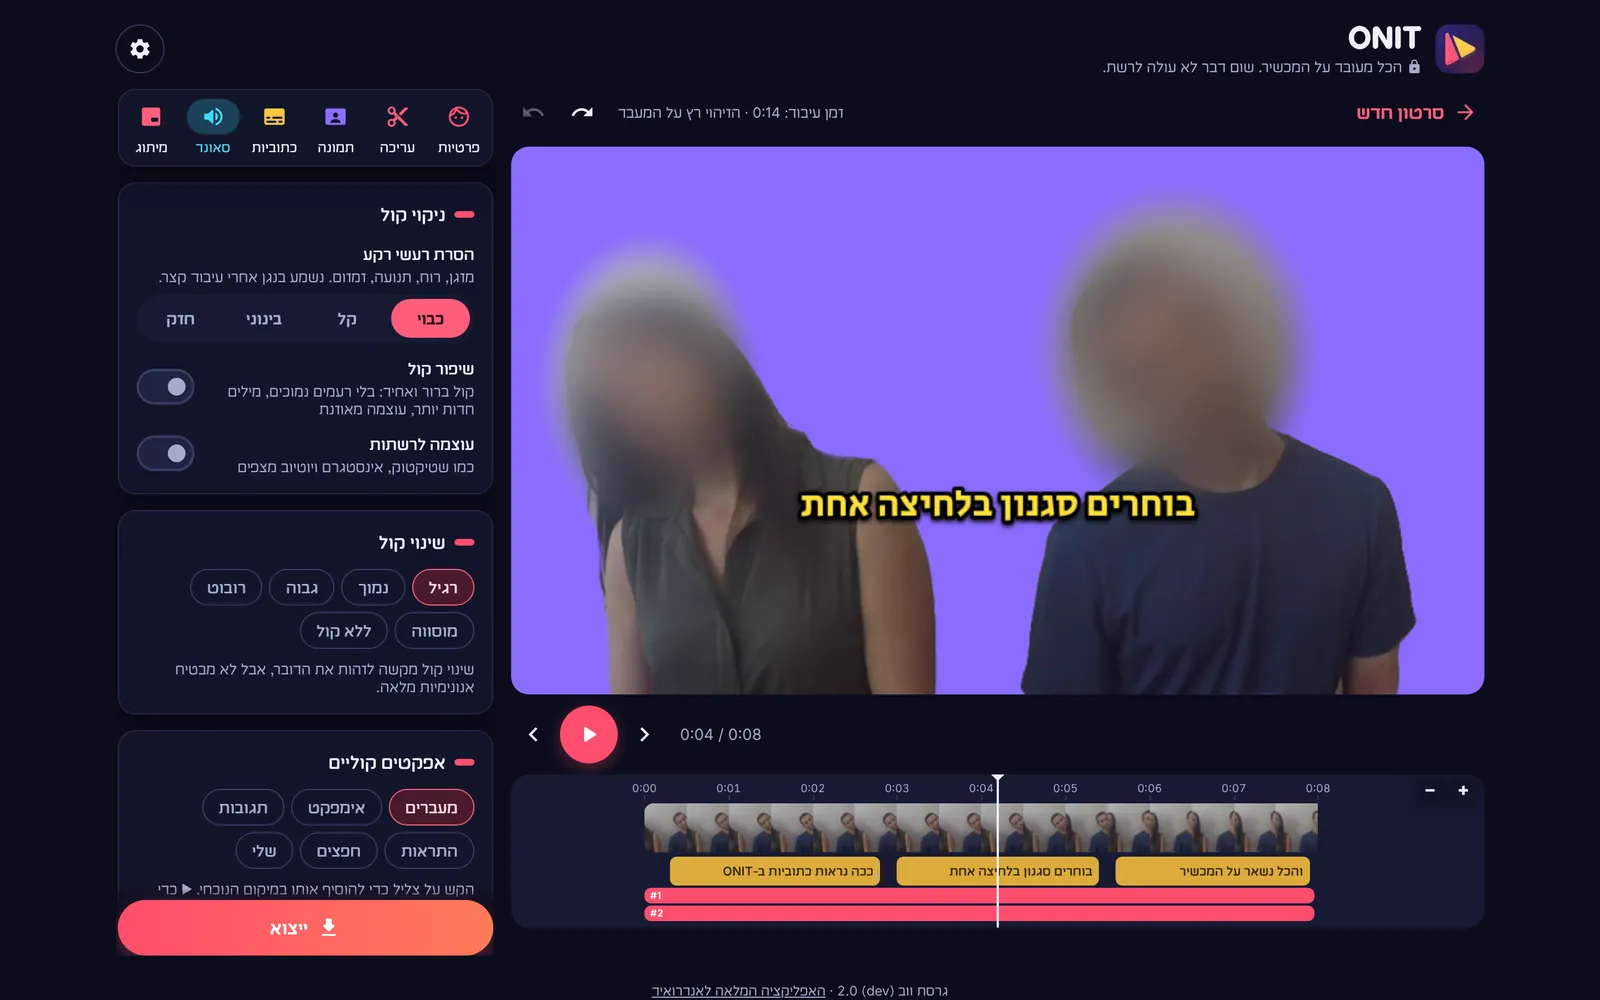 ONIT
הכל מעובד על המכשיר. שום דבר לא עולה לרשת.
סרטון חדש
זמן עיבוד: 0:14 · הזיהוי רץ על המעבד
פרטיות
עריכה
תמונה
כתוביות
סאונד
מיתוג
בוחרים סגנון בלחיצה אחת
0:04 / 0:08
0:00 0:01 0:02 0:03 0:04 0:05 0:06 0:07 0:08
− +
ככה נראות כתוביות ב-ONIT
בוחרים סגנון בלחיצה אחת
והכל נשאר על המכשיר
#1
#2
ניקוי קול
הסרת רעשי רקע
מזגן, רוח, תנועה, זמזום. נשמע בנגן אחרי עיבוד קצר.
כבוי
קל
בינוני
חזק
שיפור קול
קול ברור ואחיד: בלי רעמים נמוכים, מילים
חדות יותר, עוצמה מאוזנת
עוצמה לרשתות
כמו שטיקטוק, אינסטגרם ויוטיוב מצפים
שינוי קול
רגיל
נמוך
גבוה
רובוט
מוסווה
ללא קול
שינוי קול מקשה לזהות את הדובר, אבל לא מבטיח
אנונימיות מלאה.
אפקטים קוליים
מעברים
אימפקט
תגובות
התראות
חפצים
שלי
הקש על צליל כדי להוסיף אותו במיקום הנוכחי. ▶ כדי
ייצוא
גרסת ווב 2.0 (dev) · האפליקציה המלאה לאנדרואיד